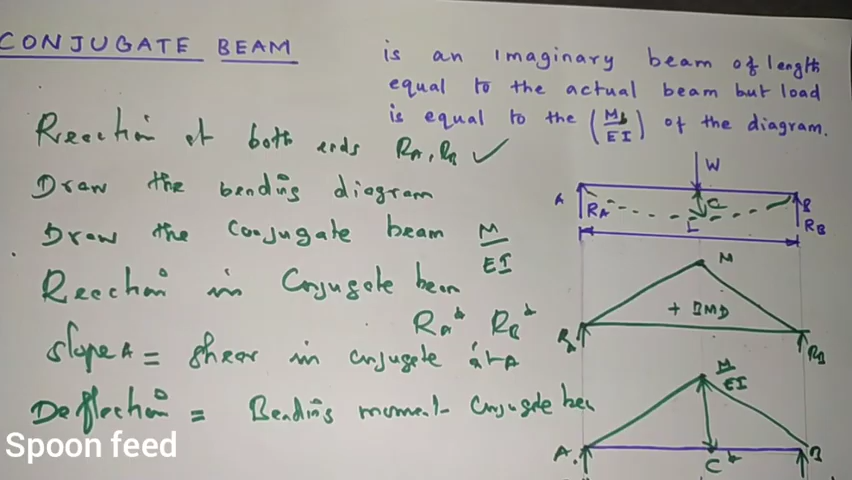 CONJUGATE BEAM
is an imaginary beam of length
equal to the actual beam but load
is equal to the (M/EI) of the diagram.
Reaction at both ends RA, RB ✓
Draw the bending diagram
Draw the conjugate beam M/EI
Reaction in conjugate beam
RA* RB*
slope A = shear in conjugate at A
Deflection = Bending moment conjugate bea
Spoon feed
W
A C B
RA L RB
M
+ BMD
RA RB
M/EI
A C* B